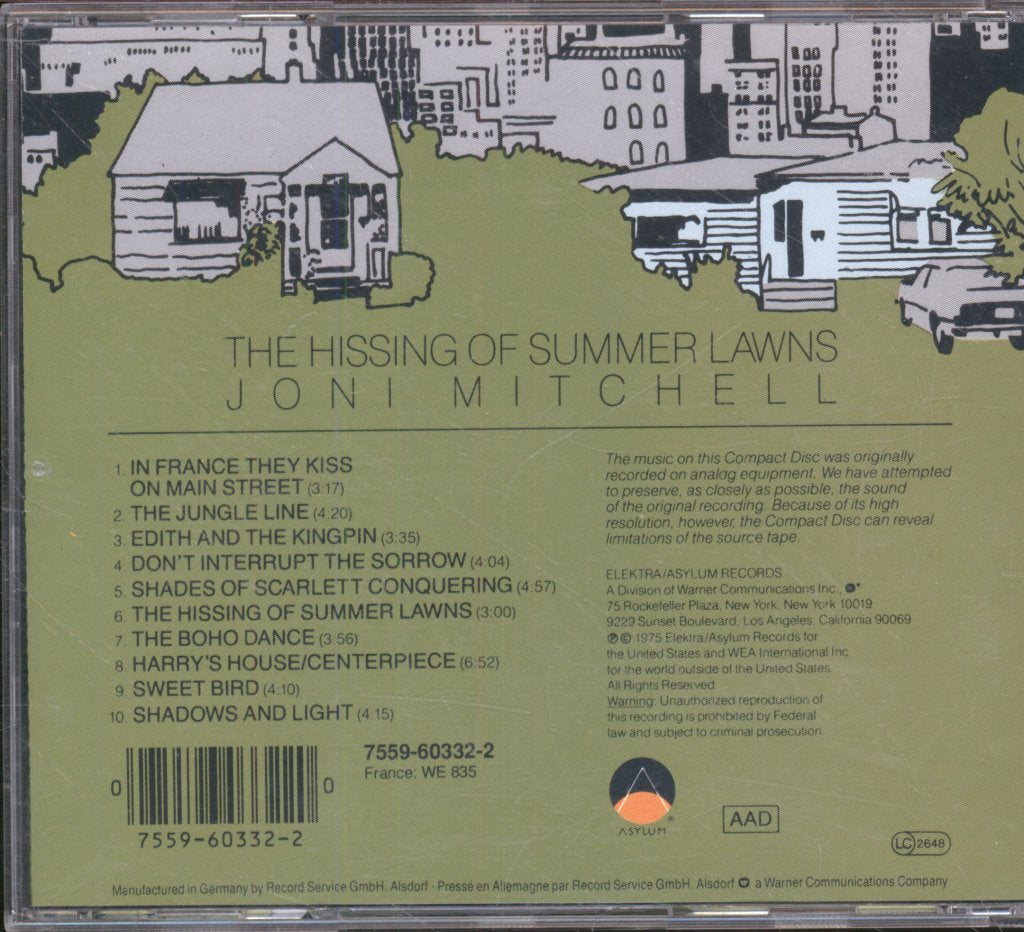 THE HISSING OF SUMMER LAWNS
JONI MITCHELL
1. IN FRANCE THEY KISS
ON MAIN STREET (3:17)
2. THE JUNGLE LINE (4:20)
3. EDITH AND THE KINGPIN (3:35)
4. DON'T INTERRUPT THE SORROW (4:04)
5. SHADES OF SCARLETT CONQUERING (4:57)
6. THE HISSING OF SUMMER LAWNS (3:00)
7. THE BOHO DANCE (3:56)
8. HARRY'S HOUSE/CENTERPIECE (6:52)
9. SWEET BIRD (4:10)
10. SHADOWS AND LIGHT (4:15)
The music on this Compact Disc was originally
recorded on analog equipment. We have attempted
to preserve, as closely as possible, the sound
of the original recording. Because of its high
resolution, however, the Compact Disc can reveal
limitations of the source tape.
ELEKTRA/ASYLUM RECORDS
A Division of Warner Communications Inc.,
75 Rockefeller Plaza, New York, New York 10019
9229 Sunset Boulevard, Los Angeles, California 90069
℗ © 1975 Elektra/Asylum Records for
the United States and WEA International Inc.
for the world outside of the United States.
All Rights Reserved.
Warning: Unauthorized reproduction of
this recording is prohibited by Federal
law and subject to criminal prosecution.
7559-60332-2
France: WE 835
0 0
7559-60332-2
ASYLUM ®
AAD
LC 2648
Manufactured in Germany by Record Service GmbH, Alsdorf · Pressé en Allemagne par Record Service GmbH, Alsdorf a Warner Communications Company